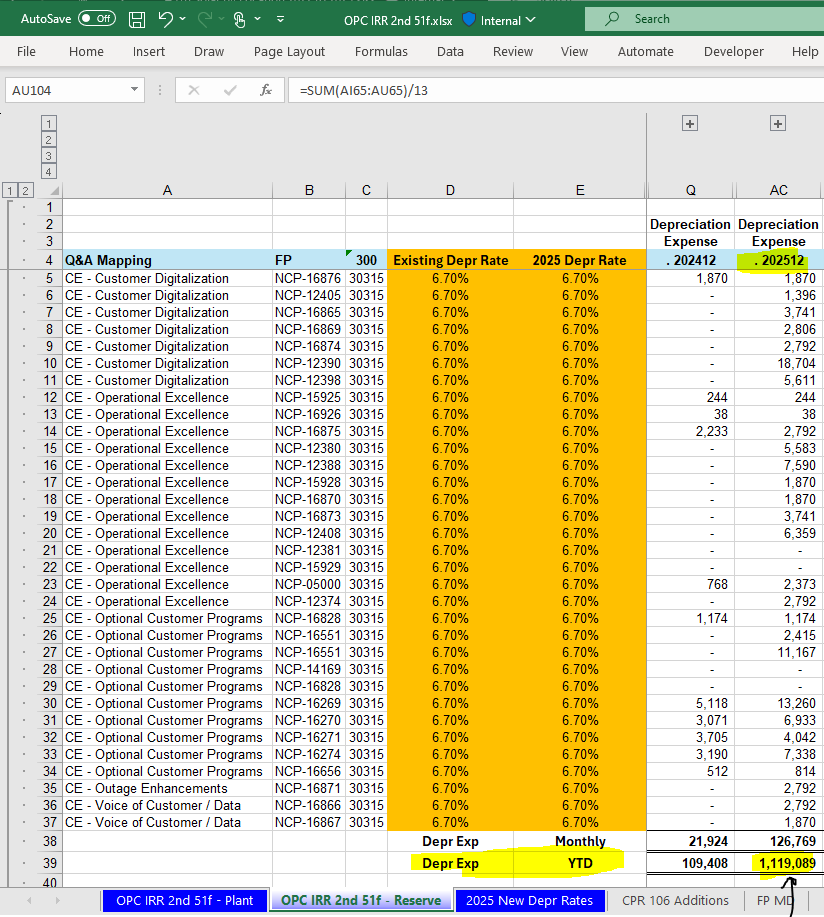 AutoSave Off OPC IRR 2nd 51f.xlsx Internal Search
File Home Insert Draw Page Layout Formulas Data Review View Automate Developer Help
AU104 fx =SUM(AI65:AU65)/13
1
2
3
4
1 2 A B C D E Q AC
1
2 Depreciation Depreciation
3 Expense Expense
4 Q&A Mapping FP 300 Existing Depr Rate 2025 Depr Rate . 202412 . 202512
5 CE - Customer Digitalization NCP-16876 30315 6.70% 6.70% 1,870 1,870
6 CE - Customer Digitalization NCP-12405 30315 6.70% 6.70% - 1,396
7 CE - Customer Digitalization NCP-16865 30315 6.70% 6.70% - 3,741
8 CE - Customer Digitalization NCP-16869 30315 6.70% 6.70% - 2,806
9 CE - Customer Digitalization NCP-16874 30315 6.70% 6.70% - 2,792
10 CE - Customer Digitalization NCP-12390 30315 6.70% 6.70% - 18,704
11 CE - Customer Digitalization NCP-12398 30315 6.70% 6.70% - 5,611
12 CE - Operational Excellence NCP-15925 30315 6.70% 6.70% 244 244
13 CE - Operational Excellence NCP-16926 30315 6.70% 6.70% 38 38
14 CE - Operational Excellence NCP-16875 30315 6.70% 6.70% 2,233 2,792
15 CE - Operational Excellence NCP-12380 30315 6.70% 6.70% - 5,583
16 CE - Operational Excellence NCP-12388 30315 6.70% 6.70% - 7,590
17 CE - Operational Excellence NCP-15928 30315 6.70% 6.70% - 1,870
18 CE - Operational Excellence NCP-16870 30315 6.70% 6.70% - 1,870
19 CE - Operational Excellence NCP-16873 30315 6.70% 6.70% - 3,741
20 CE - Operational Excellence NCP-12408 30315 6.70% 6.70% - 6,359
21 CE - Operational Excellence NCP-12381 30315 6.70% 6.70% - -
22 CE - Operational Excellence NCP-15929 30315 6.70% 6.70% - -
23 CE - Operational Excellence NCP-05000 30315 6.70% 6.70% 768 2,373
24 CE - Operational Excellence NCP-12374 30315 6.70% 6.70% - 2,792
25 CE - Optional Customer Programs NCP-16828 30315 6.70% 6.70% 1,174 1,174
26 CE - Optional Customer Programs NCP-16551 30315 6.70% 6.70% - 2,415
27 CE - Optional Customer Programs NCP-16551 30315 6.70% 6.70% - 11,167
28 CE - Optional Customer Programs NCP-14169 30315 6.70% 6.70% - -
29 CE - Optional Customer Programs NCP-16828 30315 6.70% 6.70% - -
30 CE - Optional Customer Programs NCP-16269 30315 6.70% 6.70% 5,118 13,260
31 CE - Optional Customer Programs NCP-16270 30315 6.70% 6.70% 3,071 6,933
32 CE - Optional Customer Programs NCP-16271 30315 6.70% 6.70% 3,705 4,042
33 CE - Optional Customer Programs NCP-16274 30315 6.70% 6.70% 3,190 7,338
34 CE - Optional Customer Programs NCP-16656 30315 6.70% 6.70% 512 814
35 CE - Outage Enhancements NCP-16871 30315 6.70% 6.70% - 2,792
36 CE - Voice of Customer / Data NCP-16866 30315 6.70% 6.70% - 2,792
37 CE - Voice of Customer / Data NCP-16867 30315 6.70% 6.70% - 1,870
38 Depr Exp Monthly 21,924 126,769
39 Depr Exp YTD 109,408 1,119,089
40
OPC IRR 2nd 51f - Plant OPC IRR 2nd 51f - Reserve 2025 New Depr Rates CPR 106 Additions FP MD